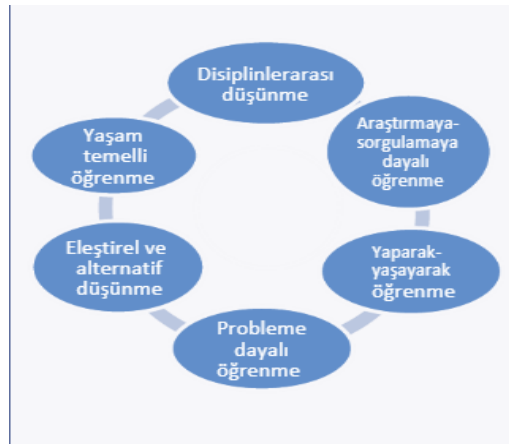 Disiplinlerarası
düşünme
Araştırmaya-
sorgulamaya
dayalı
öğrenme
Yaparak-
yaşayarak
öğrenme
Probleme
dayalı
öğrenme
Eleştirel ve
alternatif
düşünme
Yaşam
temelli
öğrenme